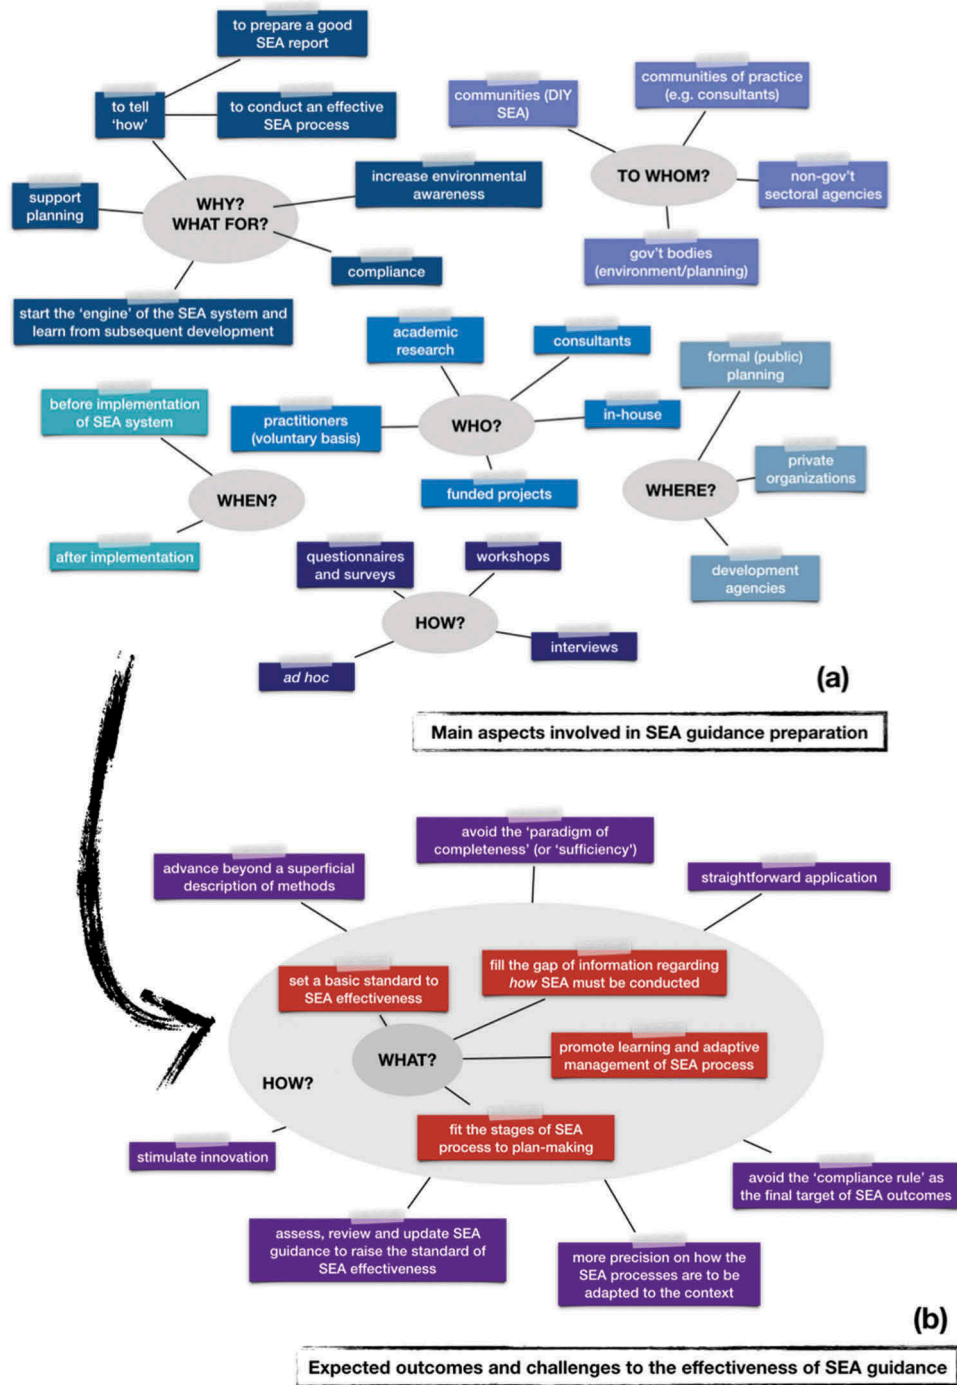 to prepare a good
SEA report
to tell
‘how’
to conduct an effective
SEA process
support
planning
WHY?
WHAT FOR?
increase environmental
awareness
compliance
start the ‘engine’ of the SEA system and
learn from subsequent development
communities (DIY
SEA)
communities of practice
(e.g. consultants)
TO WHOM?
non-gov’t
sectoral agencies
gov’t bodies
(environment/planning)
academic
research
consultants
practitioners
(voluntary basis)
WHO?
in-house
funded projects
formal (public)
planning
private
organizations
WHERE?
development
agencies
before implementation
of SEA system
WHEN?
after implementation
questionnaires
and surveys
workshops
HOW?
interviews
ad hoc
(a)
Main aspects involved in SEA guidance preparation
avoid the ‘paradigm of
completeness’ (or ‘sufficiency’)
advance beyond a superficial
description of methods
straightforward application
set a basic standard to
SEA effectiveness
fill the gap of information regarding
how SEA must be conducted
WHAT?
promote learning and adaptive
management of SEA process
HOW?
fit the stages of SEA
process to plan-making
stimulate innovation
avoid the ‘compliance rule’ as
the final target of SEA outcomes
assess, review and update SEA
guidance to raise the standard of
SEA effectiveness
more precision on how the
SEA processes are to be
adapted to the context
(b)
Expected outcomes and challenges to the effectiveness of SEA guidance